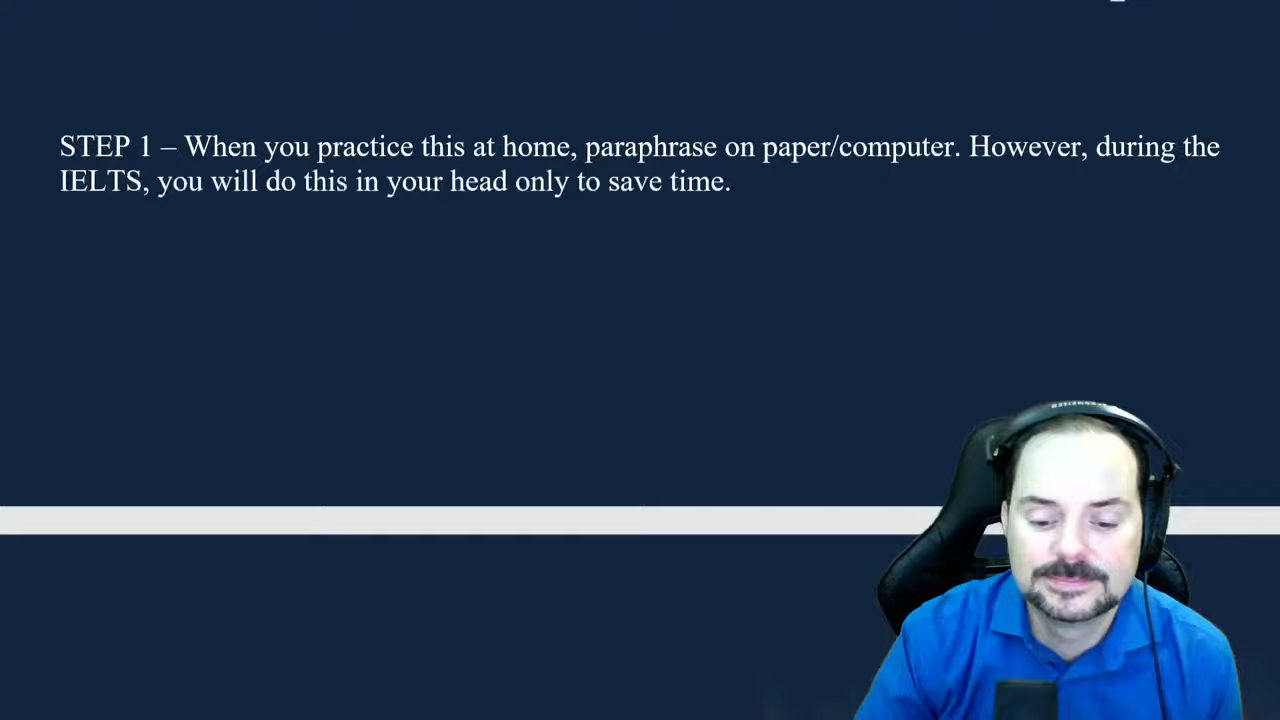 STEP 1 – When you practice this at home, paraphrase on paper/computer. However, during the
IELTS, you will do this in your head only to save time.